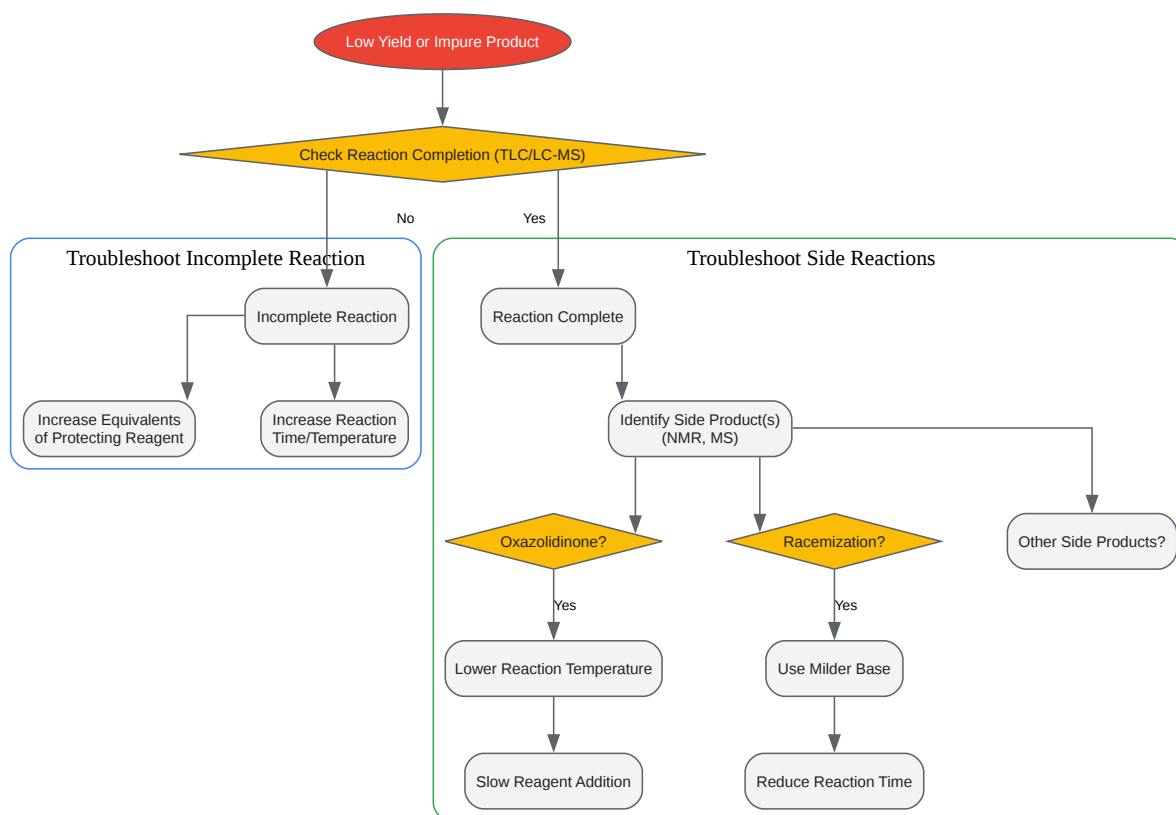 Low Yield or Impure Product
Check Reaction Completion (TLC/LC-MS)
No
Yes
Troubleshoot Incomplete Reaction
Troubleshoot Side Reactions
Incomplete Reaction
Reaction Complete
Increase Equivalents
of Protecting Reagent
Increase Reaction
Time/Temperature
Identify Side Product(s)
(NMR, MS)
Oxazolidinone?
Racemization?
Other Side Products?
Yes
Yes
Lower Reaction Temperature
Use Milder Base
Slow Reagent Addition
Reduce Reaction Time